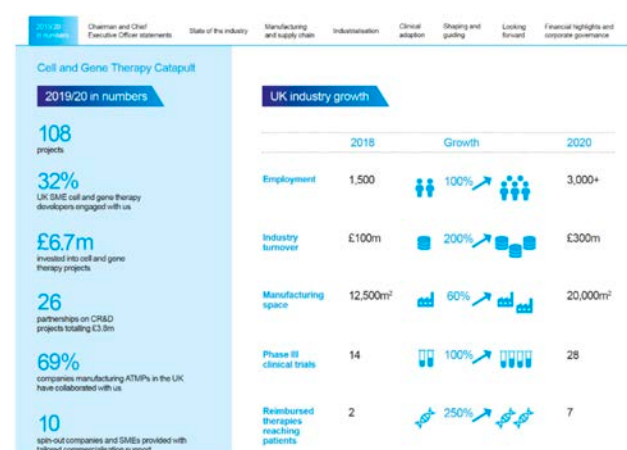 2019/20 in numbers
Chairman and Chief Executive Officer statements
State of the industry
Manufacturing and supply chain
Industrialisation
Clinical adoption
Shaping and guiding
Looking forward
Financial highlights and corporate governance
Cell and Gene Therapy Catapult
2019/20 in numbers
108
projects
32%
UK SME cell and gene therapy
developers engaged with us
£6.7m
invested into cell and gene
therapy projects
26
partnerships on CR&D
projects totalling £3.8m
69%
companies manufacturing ATMPs in the UK
have collaborated with us
10
spin-out companies and SMEs provided with
tailored commercialisation support
UK industry growth
2018 Growth 2020
Employment 1,500 100% 3,000+
Industry turnover £100m 200% £300m
Manufacturing space 12,500m² 60% 20,000m²
Phase III clinical trials 14 100% 28
Reimbursed therapies reaching patients 2 250% 7